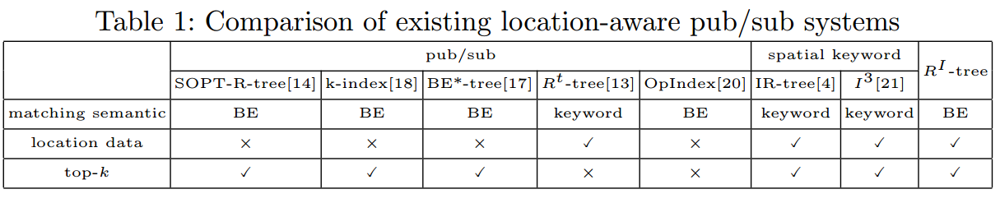 Table 1: Comparison of existing location-aware pub/sub systems
pub/sub spatial keyword R^I-tree
SOPT-R-tree[14] k-index[18] BE*-tree[17] R^t-tree[13] OpIndex[20] IR-tree[4] I^3[21]
matching semantic BE BE BE keyword BE keyword keyword BE
location data × × × ✓ × ✓ ✓ ✓
top-k ✓ ✓ ✓ × × ✓ ✓ ✓